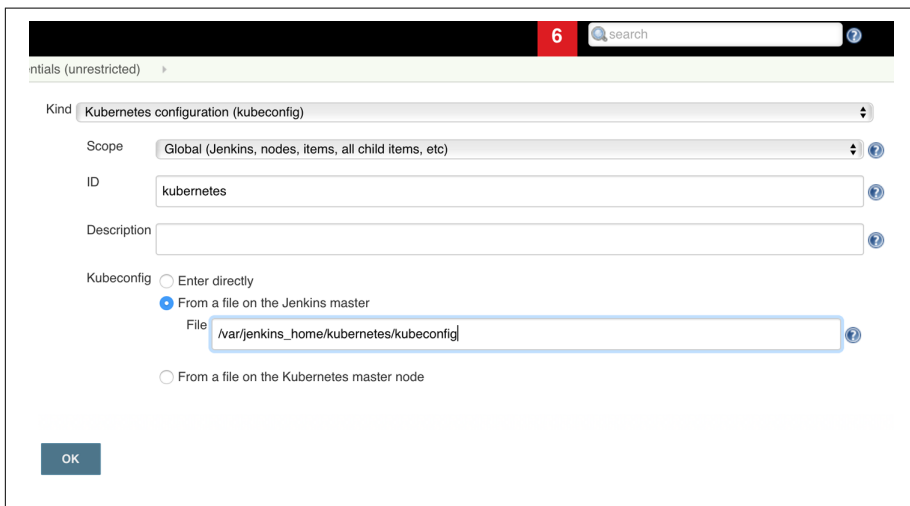 6 search
entials (unrestricted)
Kind Kubernetes configuration (kubeconfig)
Scope Global (Jenkins, nodes, items, all child items, etc)
ID kubernetes
Description
Kubeconfig Enter directly
From a file on the Jenkins master
File /var/jenkins_home/kubernetes/kubeconfig
From a file on the Kubernetes master node
OK